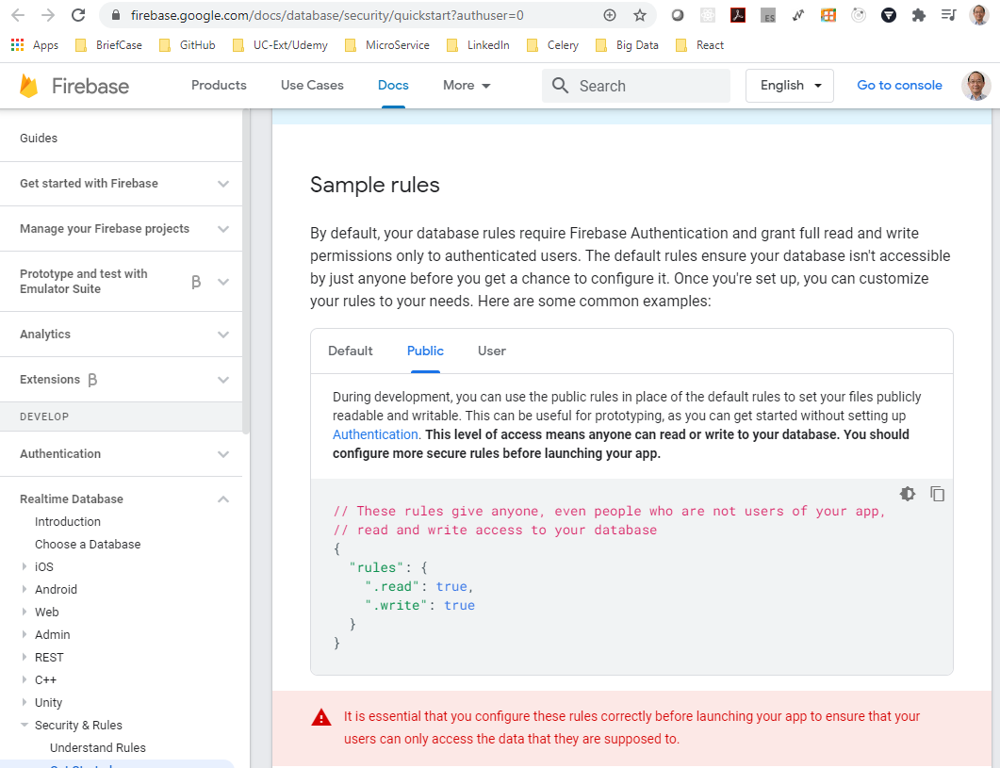 firebase.google.com/docs/database/security/quickstart?authuser=0
ES
Apps BriefCase GitHub UC-Ext/Udemy MicroService LinkedIn Celery Big Data React
Firebase Products Use Cases Docs More Search English Go to console
Guides
Get started with Firebase
Manage your Firebase projects
Prototype and test with
Emulator Suite β
Analytics
Extensions β
DEVELOP
Authentication
Realtime Database
Introduction
Choose a Database
iOS
Android
Web
Admin
REST
C++
Unity
Security & Rules
Understand Rules
Get Started
Sample rules
By default, your database rules require Firebase Authentication and grant full read and write
permissions only to authenticated users. The default rules ensure your database isn't accessible
by just anyone before you get a chance to configure it. Once you're set up, you can customize
your rules to your needs. Here are some common examples:
Default Public User
During development, you can use the public rules in place of the default rules to set your files publicly
readable and writable. This can be useful for prototyping, as you can get started without setting up
Authentication. This level of access means anyone can read or write to your database. You should
configure more secure rules before launching your app.
// These rules give anyone, even people who are not users of your app,
// read and write access to your database
{
"rules": {
".read": true,
".write": true
}
}
It is essential that you configure these rules correctly before launching your app to ensure that your
users can only access the data that they are supposed to.